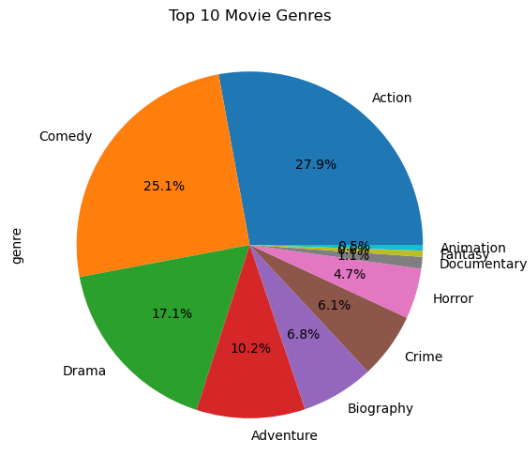 Top 10 Movie Genres
Action
27.9%
Comedy
25.1%
genre
Drama
17.1%
Adventure
10.2%
Biography
6.8%
Crime
6.1%
Horror
4.7%
Documentary
1.1%
Fantasy
Animation
0.5%